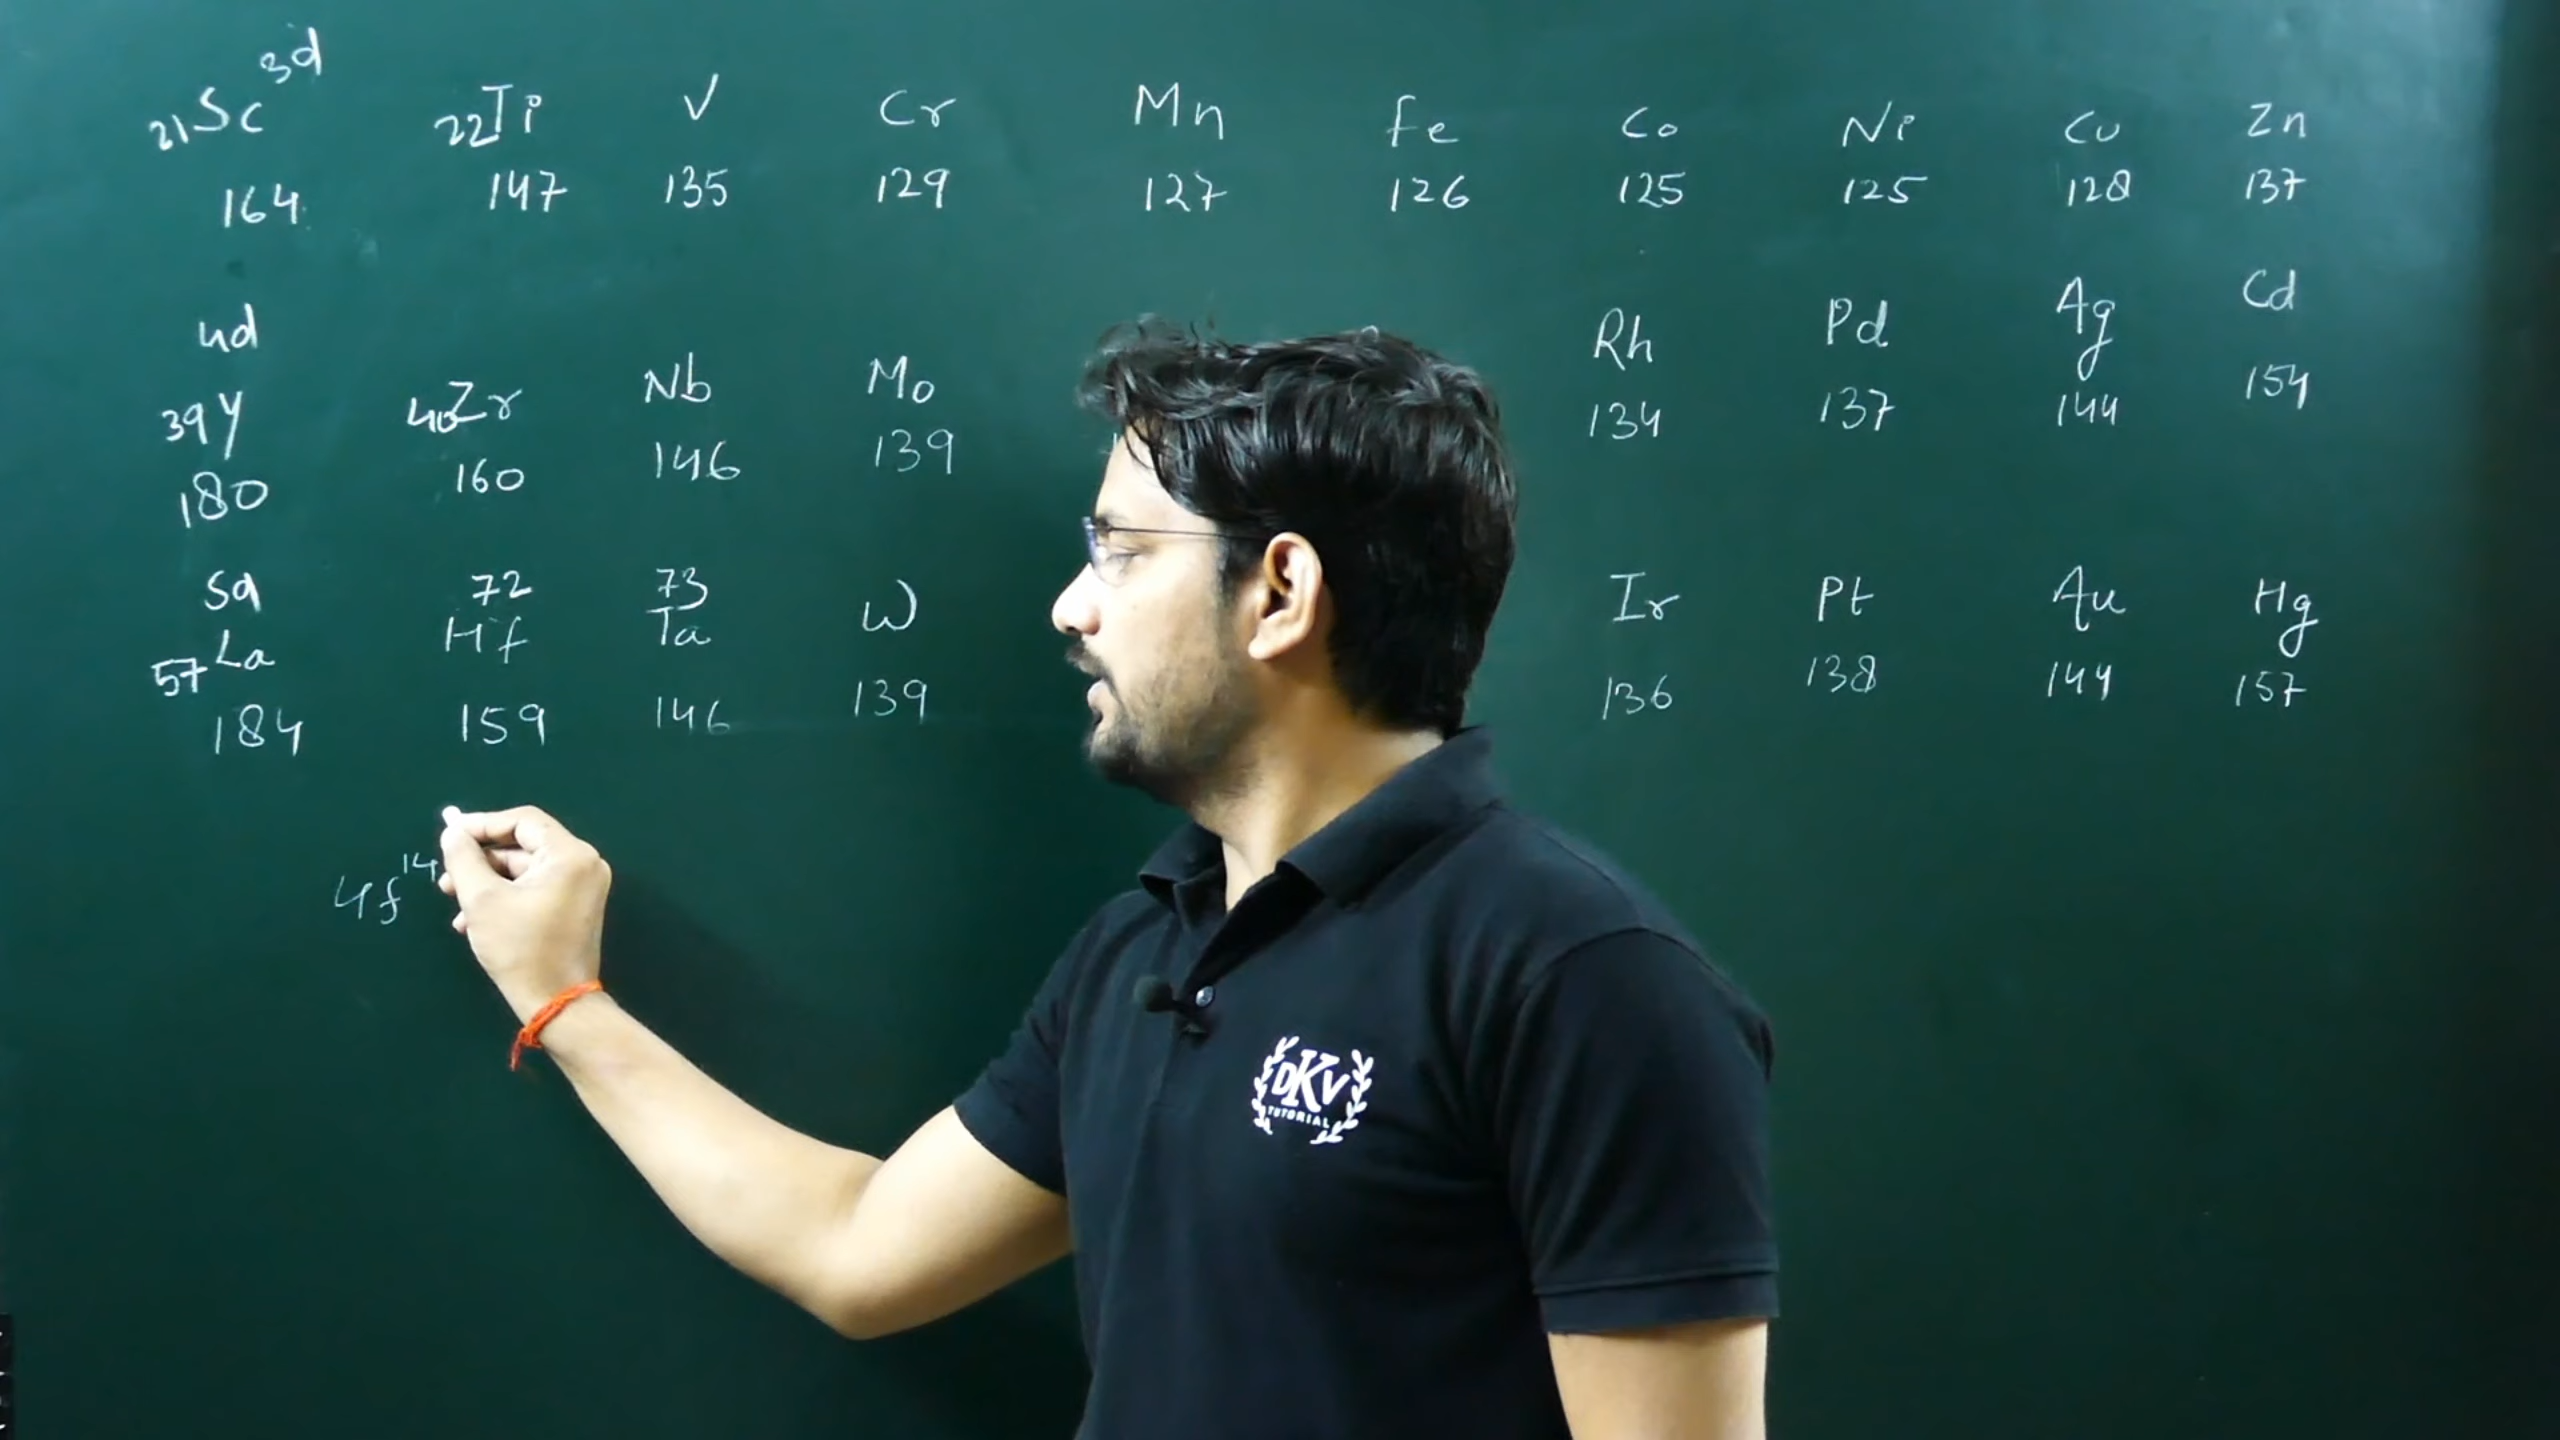 3d
21Sc 22Ti V Cr Mn Fe Co Ni Cu Zn
164 147 135 129 127 126 125 125 128 137
4d
39Y 40Zr Nb Mo Rh Pd Ag Cd
180 160 146 139 134 137 144 154
5d 72 73
57La Hf Ta W Ir Pt Au Hg
184 159 146 139 136 138 144 157
4f14
DKV
TUTORIAL